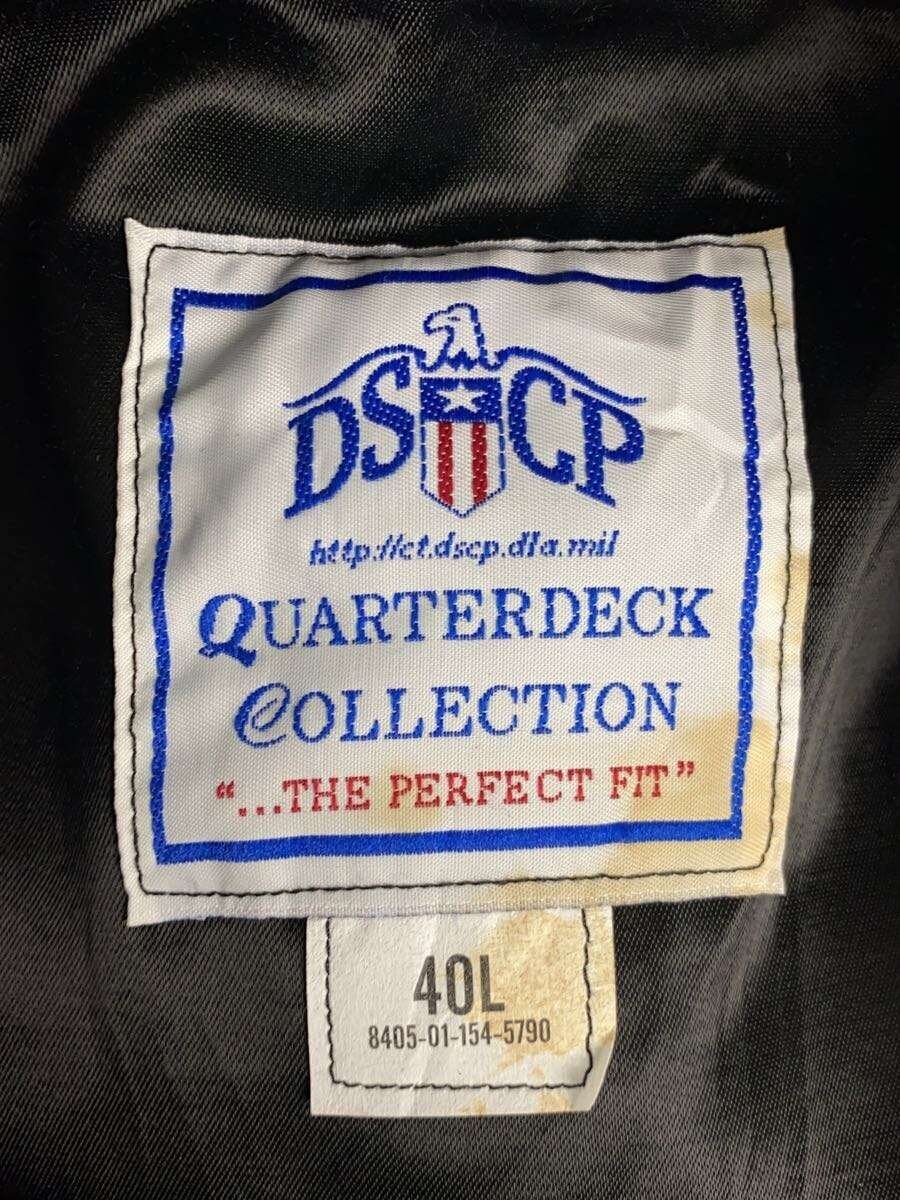 DSCP
http://ct.dscp.dla.mil
QUARTERDECK
COLLECTION
“...THE PERFECT FIT”
40L
8405-01-154-5790